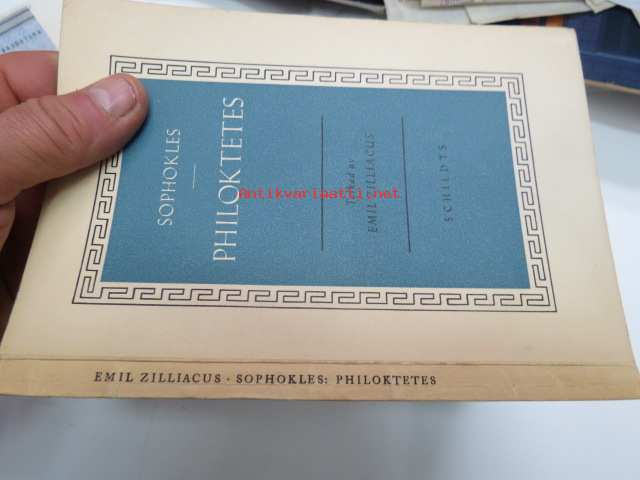 SOPHOKLES
PHILOKTETES
EMIL ZILLIACUS
SCHILDTS
EMIL ZILLIACUS · SOPHOKLES: PHILOKTETES
Antikvariaatti.net